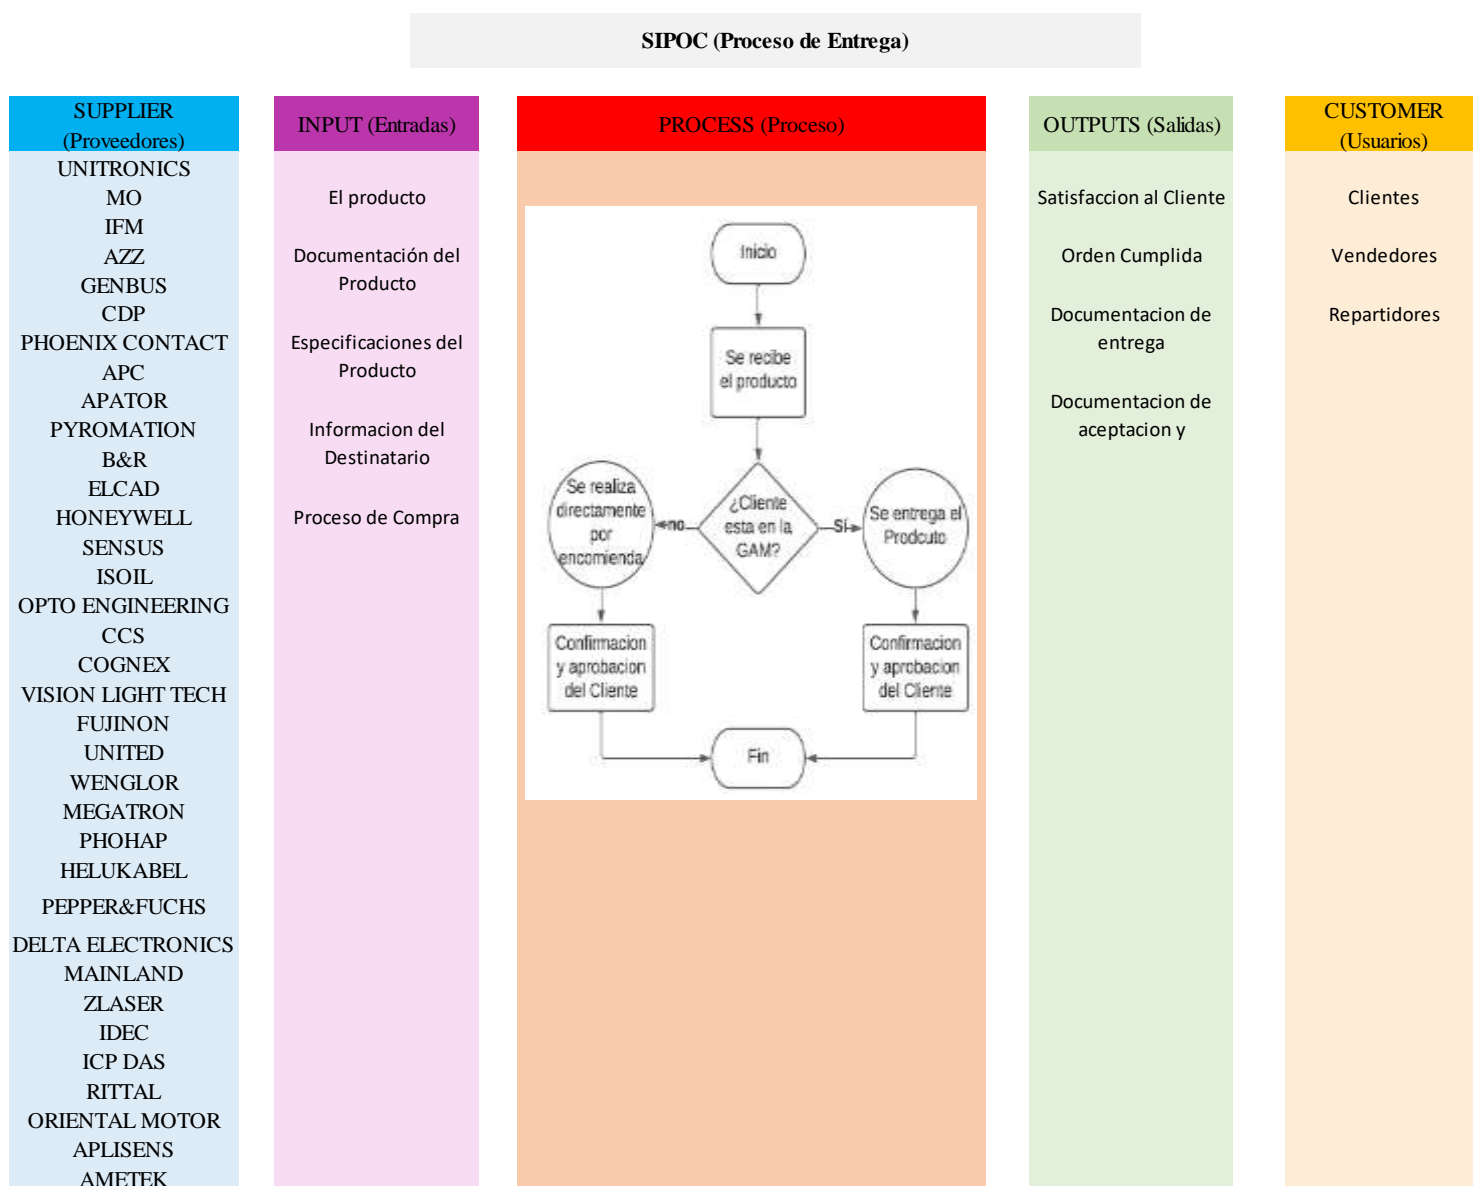 SIPOC (Proceso de Entrega)
SUPPLIER
(Proveedores)
UNITRONICS
MO
IFM
AZZ
GENBUS
CDP
PHOENIX CONTACT
APC
APATOR
PYROMATION
B&R
ELCAD
HONEYWELL
SENSUS
ISOIL
OPTO ENGINEERING
CCS
COGNEX
VISION LIGHT TECH
FUJINON
UNITED
WENGLOR
MEGATRON
PHOHAP
HELUKABEL
PEPPER&FUCHS
DELTA ELECTRONICS
MAINLAND
ZLASER
IDEC
ICP DAS
RITTAL
ORIENTAL MOTOR
APLISENS
AMETEK
INPUT (Entradas)
El producto
Documentación del
Producto
Especificaciones del
Producto
Informacion del
Destinatario
Proceso de Compra
PROCESS (Proceso)
Inicio
Se recibe
el producto
¿Cliente
esta en la
GAM?
no
Sí
Se realiza
directamente
por
encomienda
Se entrega el
Prodcuto
Confirmacion
y aprobacion
del Cliente
Confirmacion
y aprobacion
del Cliente
Fin
OUTPUTS (Salidas)
Satisfaccion al Cliente
Orden Cumplida
Documentacion de
entrega
Documentacion de
aceptacion y
CUSTOMER
(Usuarios)
Clientes
Vendedores
Repartidores